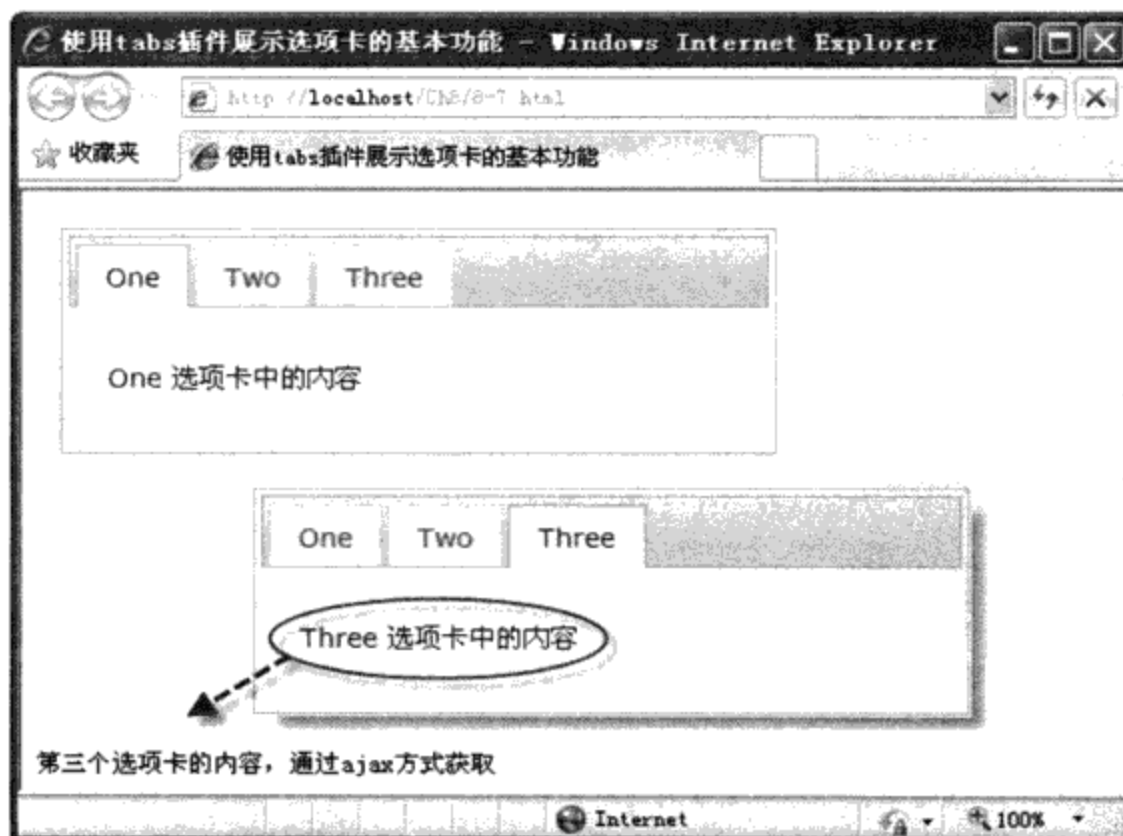 使用tabs插件展示选项卡的基本功能 - Windows Internet Explorer
http //localhost/Ch8/8-7 html
收藏夹
使用tabs插件展示选项卡的基本功能
One Two Three
One 选项卡中的内容
One Two Three
Three 选项卡中的内容
第三个选项卡的内容，通过ajax方式获取
Internet
100%